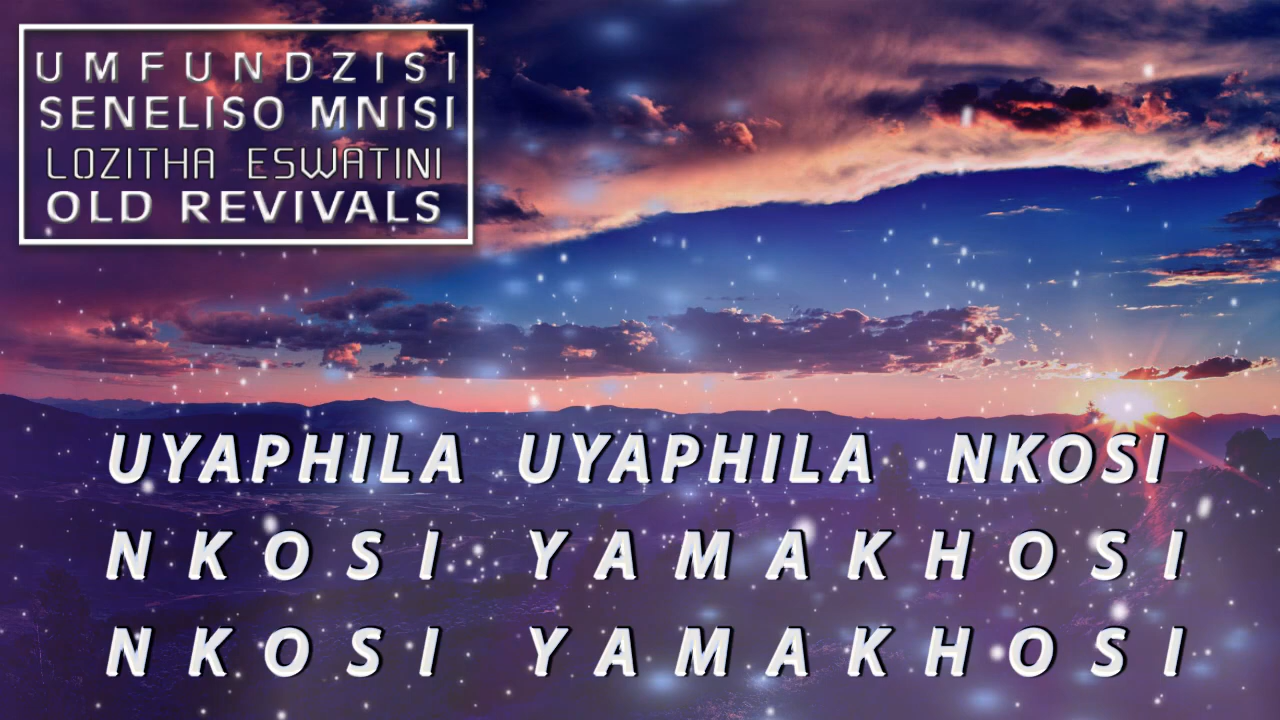 UMFUNDZISI
SENELISO MNISI
LOZITHA ESWATINI
OLD REVIVALS
UYAPHILA UYAPHILA NKOSI
NKOSI YAMAKHOSI
NKOSI YAMAKHOSI